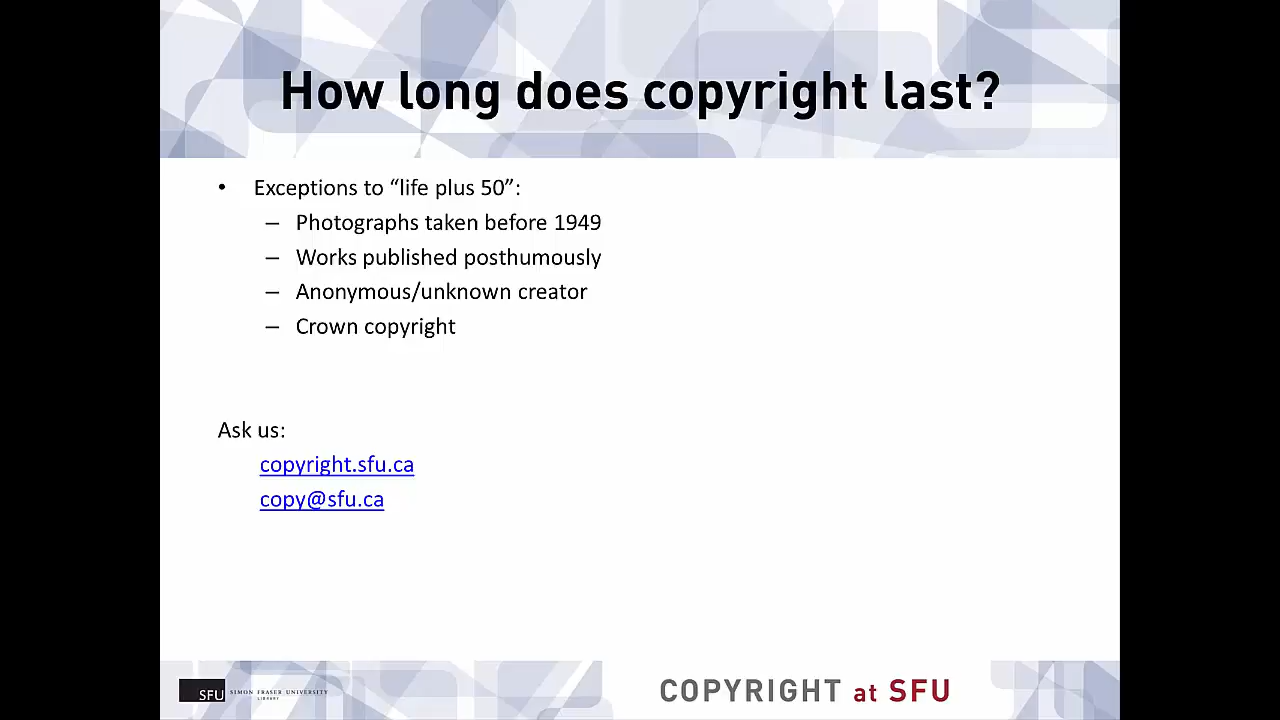 How long does copyright last?
• Exceptions to “life plus 50”:
– Photographs taken before 1949
– Works published posthumously
– Anonymous/unknown creator
– Crown copyright
Ask us:
copyright.sfu.ca
copy@sfu.ca
SFU SIMON FRASER UNIVERSITY
LIBRARY
COPYRIGHT at SFU